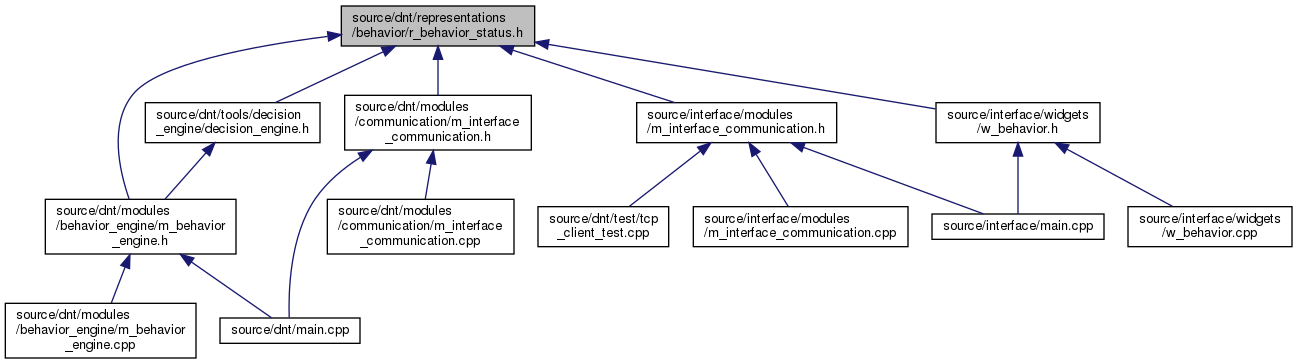 source/dnt/representations
/behavior/r_behavior_status.h
source/dnt/tools/decision
_engine/decision_engine.h
source/dnt/modules
/communication/m_interface
_communication.h
source/interface/modules
/m_interface_communication.h
source/interface/widgets
/w_behavior.h
source/dnt/modules
/behavior_engine/m_behavior
_engine.h
source/dnt/modules
/communication/m_interface
_communication.cpp
source/dnt/test/tcp
_client_test.cpp
source/interface/modules
/m_interface_communication.cpp
source/interface/main.cpp
source/interface/widgets
/w_behavior.cpp
source/dnt/modules
/behavior_engine/m_behavior
_engine.cpp
source/dnt/main.cpp